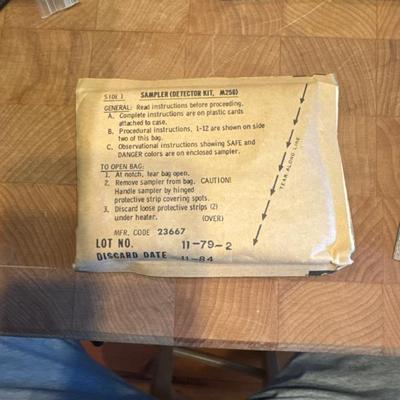 SIDE 1 SAMPLER (DETECTOR KIT, M256)
GENERAL: Read instructions before proceeding.
A. Complete instructions are on plastic cards
attached to case.
B. Procedural instructions, 1-12 are shown on side
two of this bag.
C. Observational instructions showing SAFE and
DANGER colors are on enclosed sampler.
TO OPEN BAG:
1. At notch, tear bag open.
2. Remove sampler from bag. CAUTION!
Handle sampler by hinged
protective strip covering spots.
3. Discard loose protective strips (2)
under heater. (OVER)
MFR. CODE 23667
LOT NO. 11-79-2
DISCARD DATE 11-84
TEAR ALONG LINE